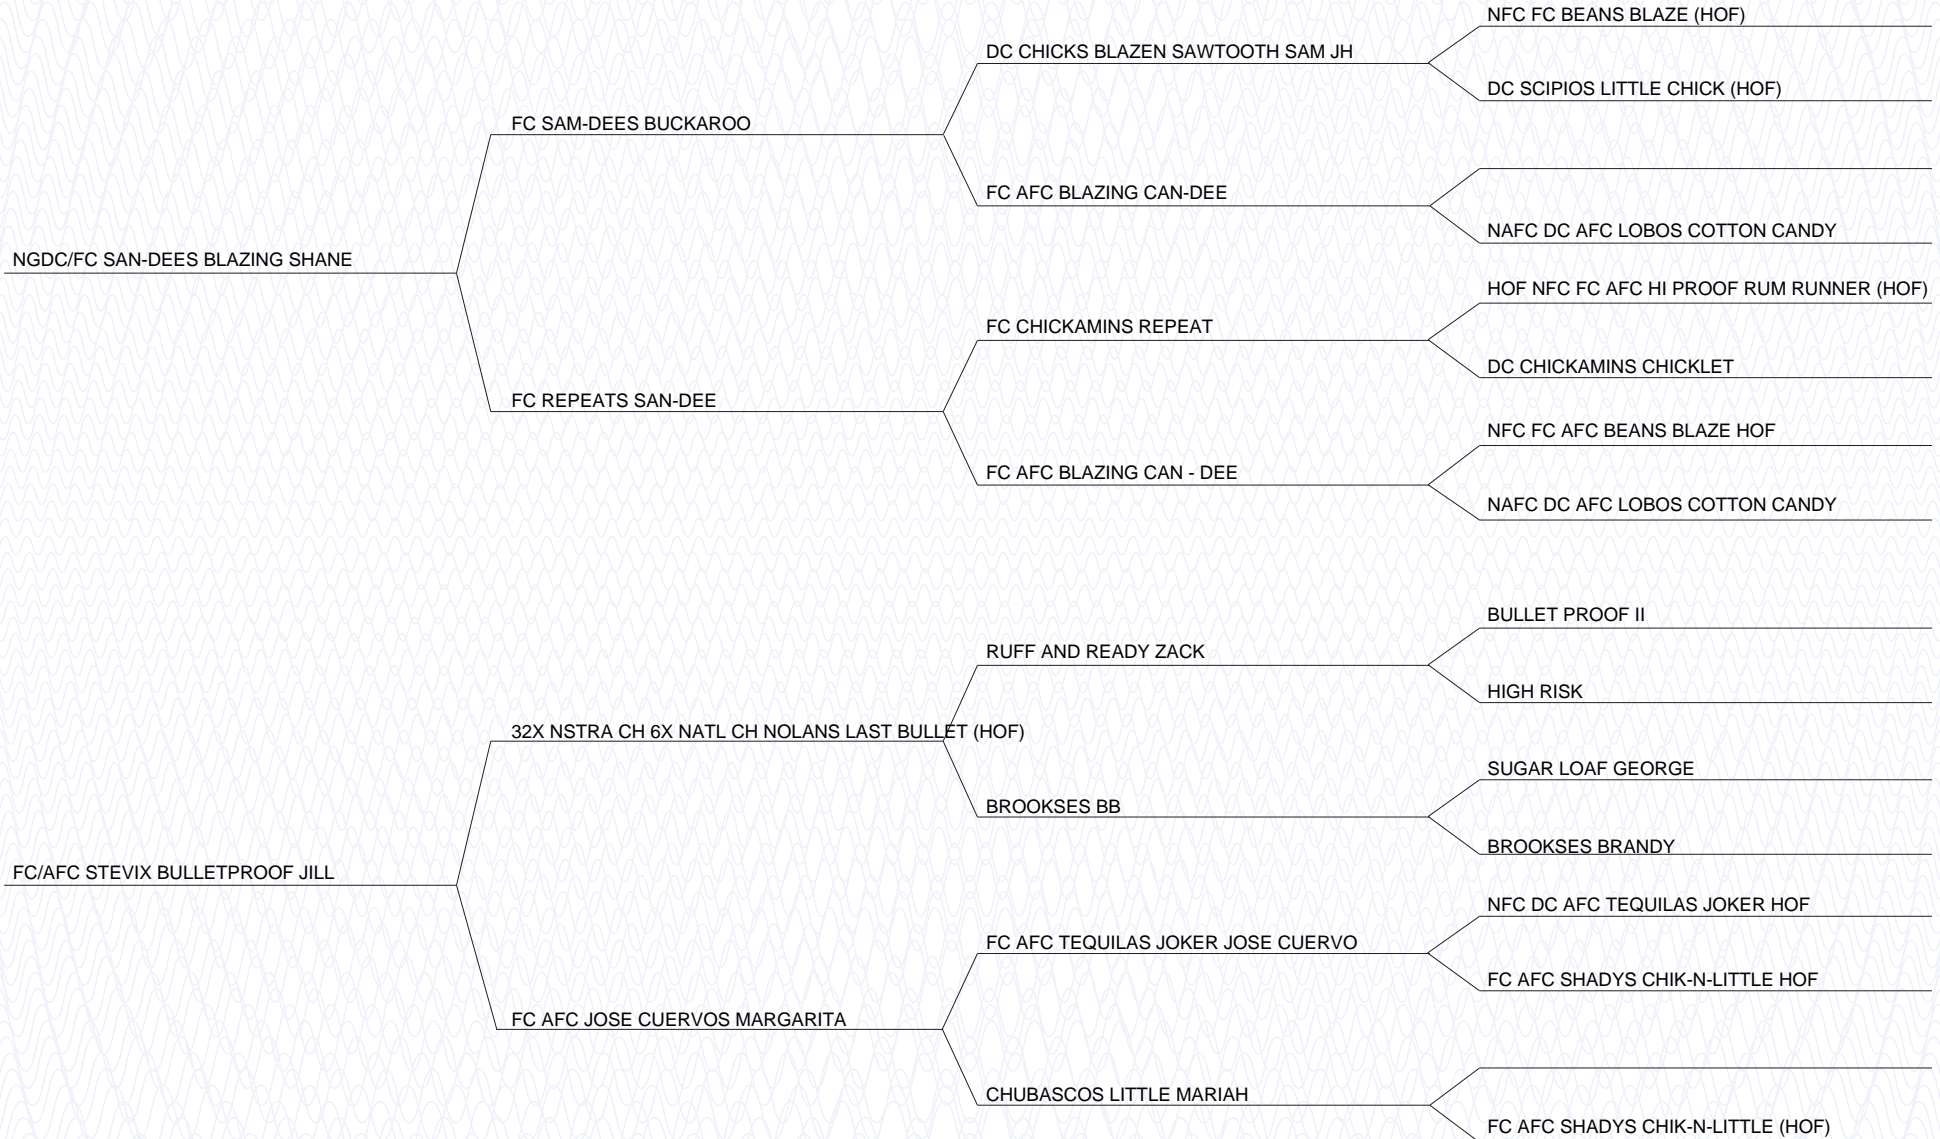 NFC FC BEANS BLAZE (HOF)
DC CHICKS BLAZEN SAWTOOTH SAM JH
DC SCIPIOS LITTLE CHICK (HOF)
FC SAM-DEES BUCKAROO
FC AFC BLAZING CAN-DEE
NAFC DC AFC LOBOS COTTON CANDY
NGDC/FC SAN-DEES BLAZING SHANE
HOF NFC FC AFC HI PROOF RUM RUNNER (HOF)
FC CHICKAMINS REPEAT
DC CHICKAMINS CHICKLET
FC REPEATS SAN-DEE
NFC FC AFC BEANS BLAZE HOF
FC AFC BLAZING CAN - DEE
NAFC DC AFC LOBOS COTTON CANDY
BULLET PROOF II
RUFF AND READY ZACK
HIGH RISK
32X NSTRA CH 6X NATL CH NOLANS LAST BULLET (HOF)
SUGAR LOAF GEORGE
BROOKSES BB
BROOKSES BRANDY
FC/AFC STEVIX BULLETPROOF JILL
NFC DC AFC TEQUILAS JOKER HOF
FC AFC TEQUILAS JOKER JOSE CUERVO
FC AFC SHADYS CHIK-N-LITTLE HOF
FC AFC JOSE CUERVOS MARGARITA
CHUBASCOS LITTLE MARIAH
FC AFC SHADYS CHIK-N-LITTLE (HOF)